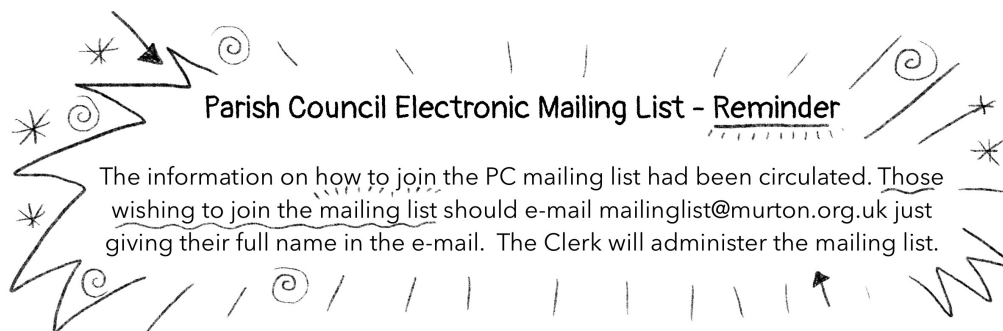 Parish Council Electronic Mailing List - Reminder
The information on how to join the PC mailing list had been circulated. Those
wishing to join the mailing list should e-mail mailinglist@murton.org.uk just
giving their full name in the e-mail.  The Clerk will administer the mailing list.